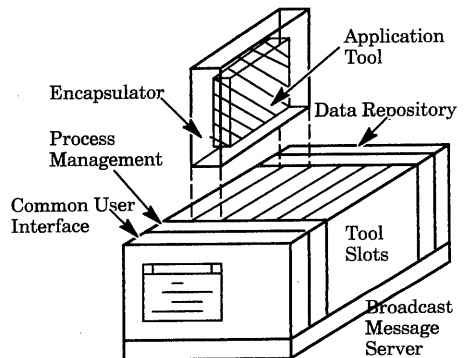 Application
Tool
Encapsulator
Data Repository
Process
Management
Common User
Interface
Tool
Slots
Broadcast
Message
Server